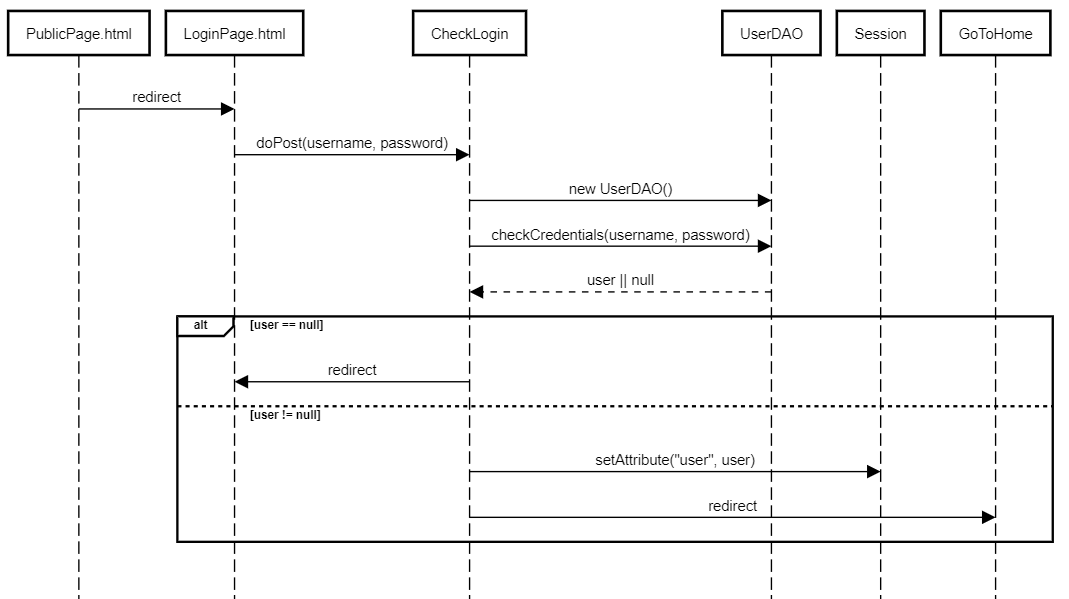 PublicPage.html
LoginPage.html
CheckLogin
UserDAO
Session
GoToHome
redirect
doPost(username, password)
new UserDAO()
checkCredentials(username, password)
user || null
alt
[user == null]
redirect
[user != null]
setAttribute("user", user)
redirect